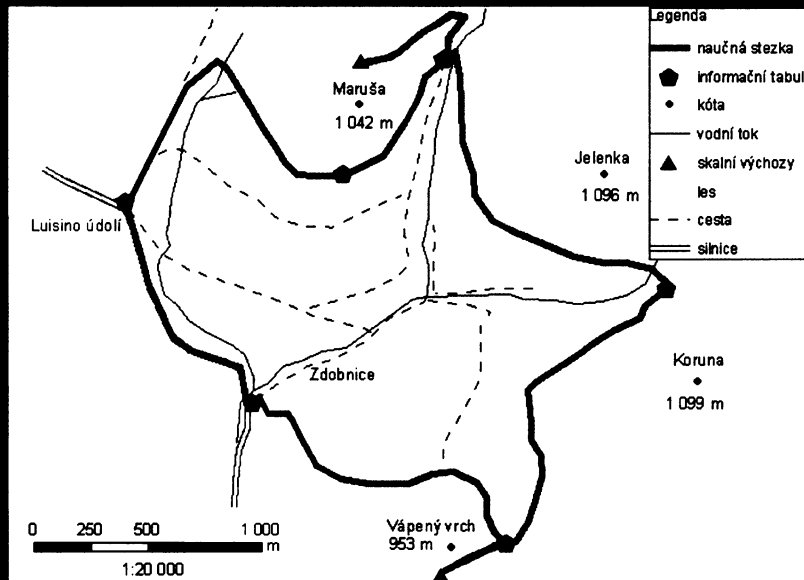 Legenda
naučná stezka
informační tabul
kóta
vodní tok
skalní výchozy
les
cesta
silnice
Maruša
1 042 m
Jelenka
1 096 m
Luisino údolí
Koruna
1 099 m
Zdobnice
Vápený vrch
953 m
0 250 500 1 000
m
1:20 000